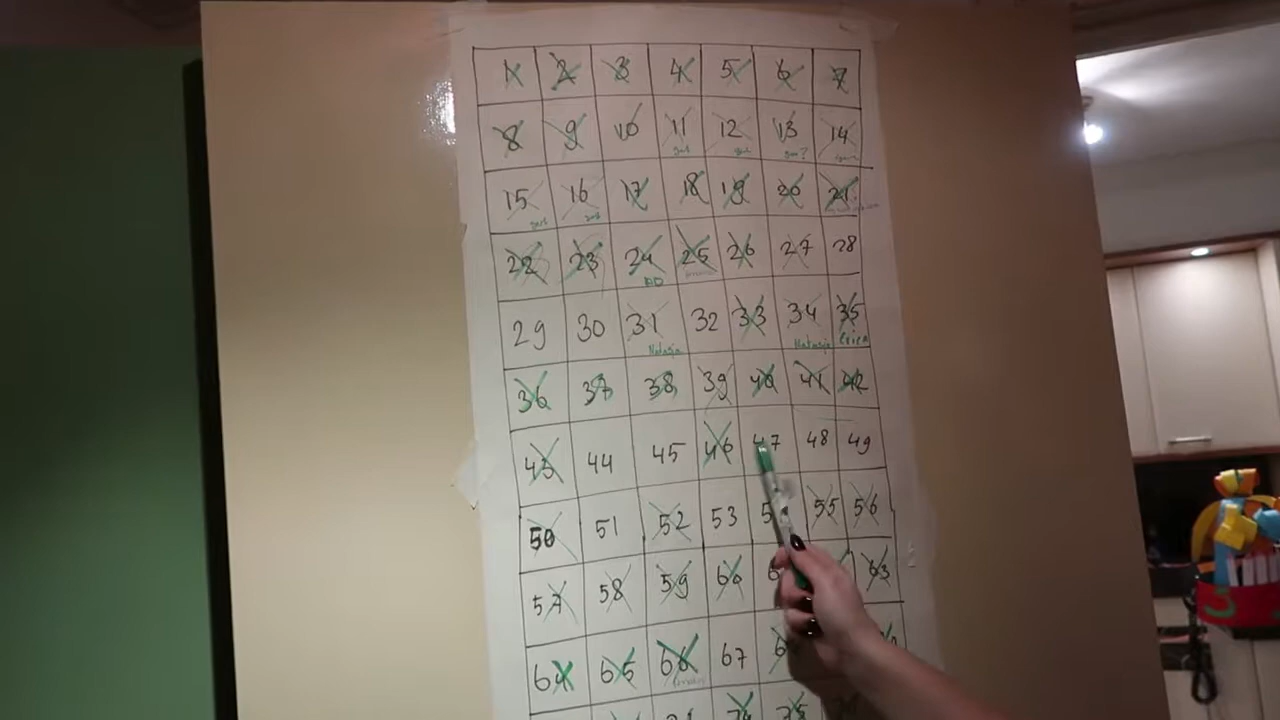 1 2 3 4 5 6 7
8 9 10 11 12 13 14
15 16 17 18 19 20 21
22 23 24 25 26 27 28
29 30 31 32 33 34 35
Natasja Natasja Erica
36 37 38 39 40 41 42
43 44 45 46 47 48 49
50 51 52 53 55 56
57 58 59 60 63
64 65 66 67